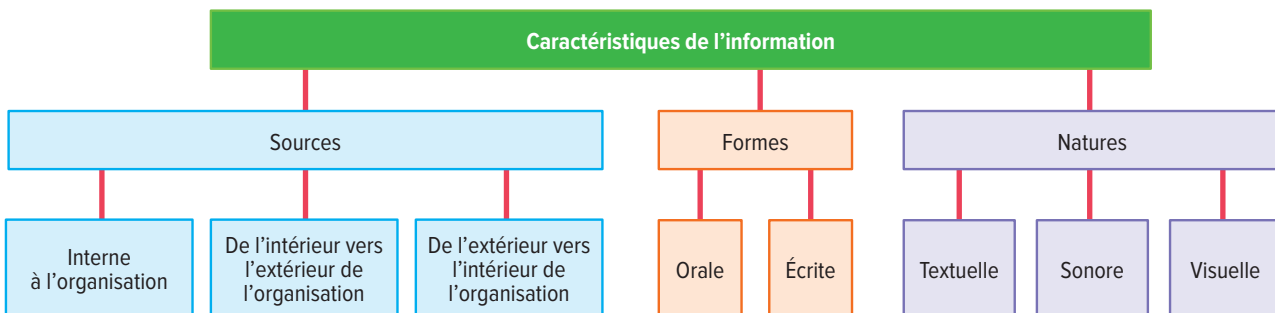 Caractéristiques de l’information
Sources
Formes
Natures
Interne
à l’organisation
De l’intérieur vers
l’extérieur de
l’organisation
De l’extérieur vers
l’intérieur de
l’organisation
Orale
Écrite
Textuelle
Sonore
Visuelle